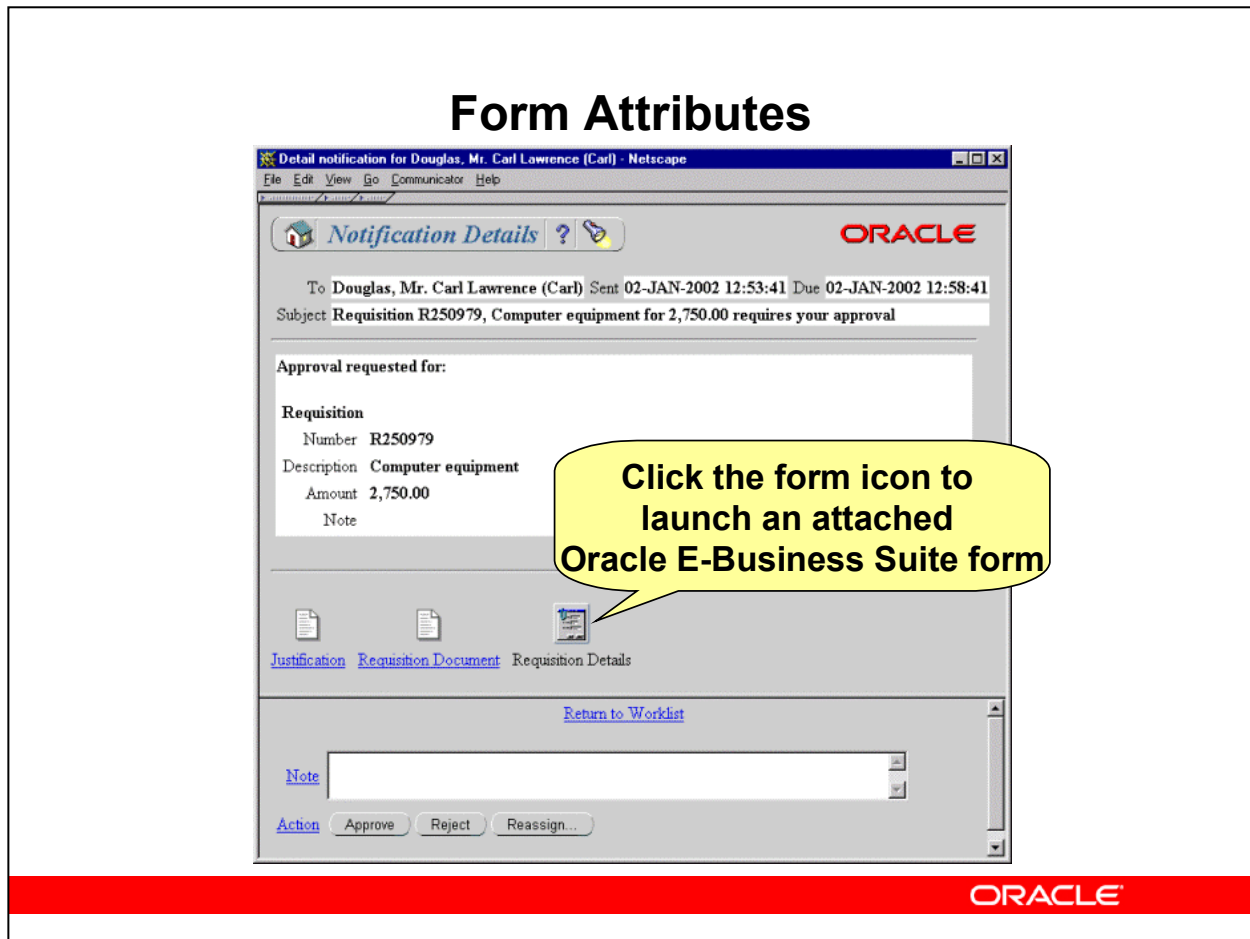 Form Attributes
Detail notification for Douglas, Mr. Carl Lawrence (Carl) - Netscape
File Edit View Go Communicator Help
Notification Details ? ORACLE
To Douglas, Mr. Carl Lawrence (Carl) Sent 02-JAN-2002 12:53:41 Due 02-JAN-2002 12:58:41
Subject Requisition R250979, Computer equipment for 2,750.00 requires your approval
Approval requested for:
Requisition
Number R250979
Description Computer equipment
Amount 2,750.00
Note
Click the form icon to
launch an attached
Oracle E-Business Suite form
Justification Requisition Document Requisition Details
Return to Worklist
Note
Action Approve Reject Reassign...
ORACLE